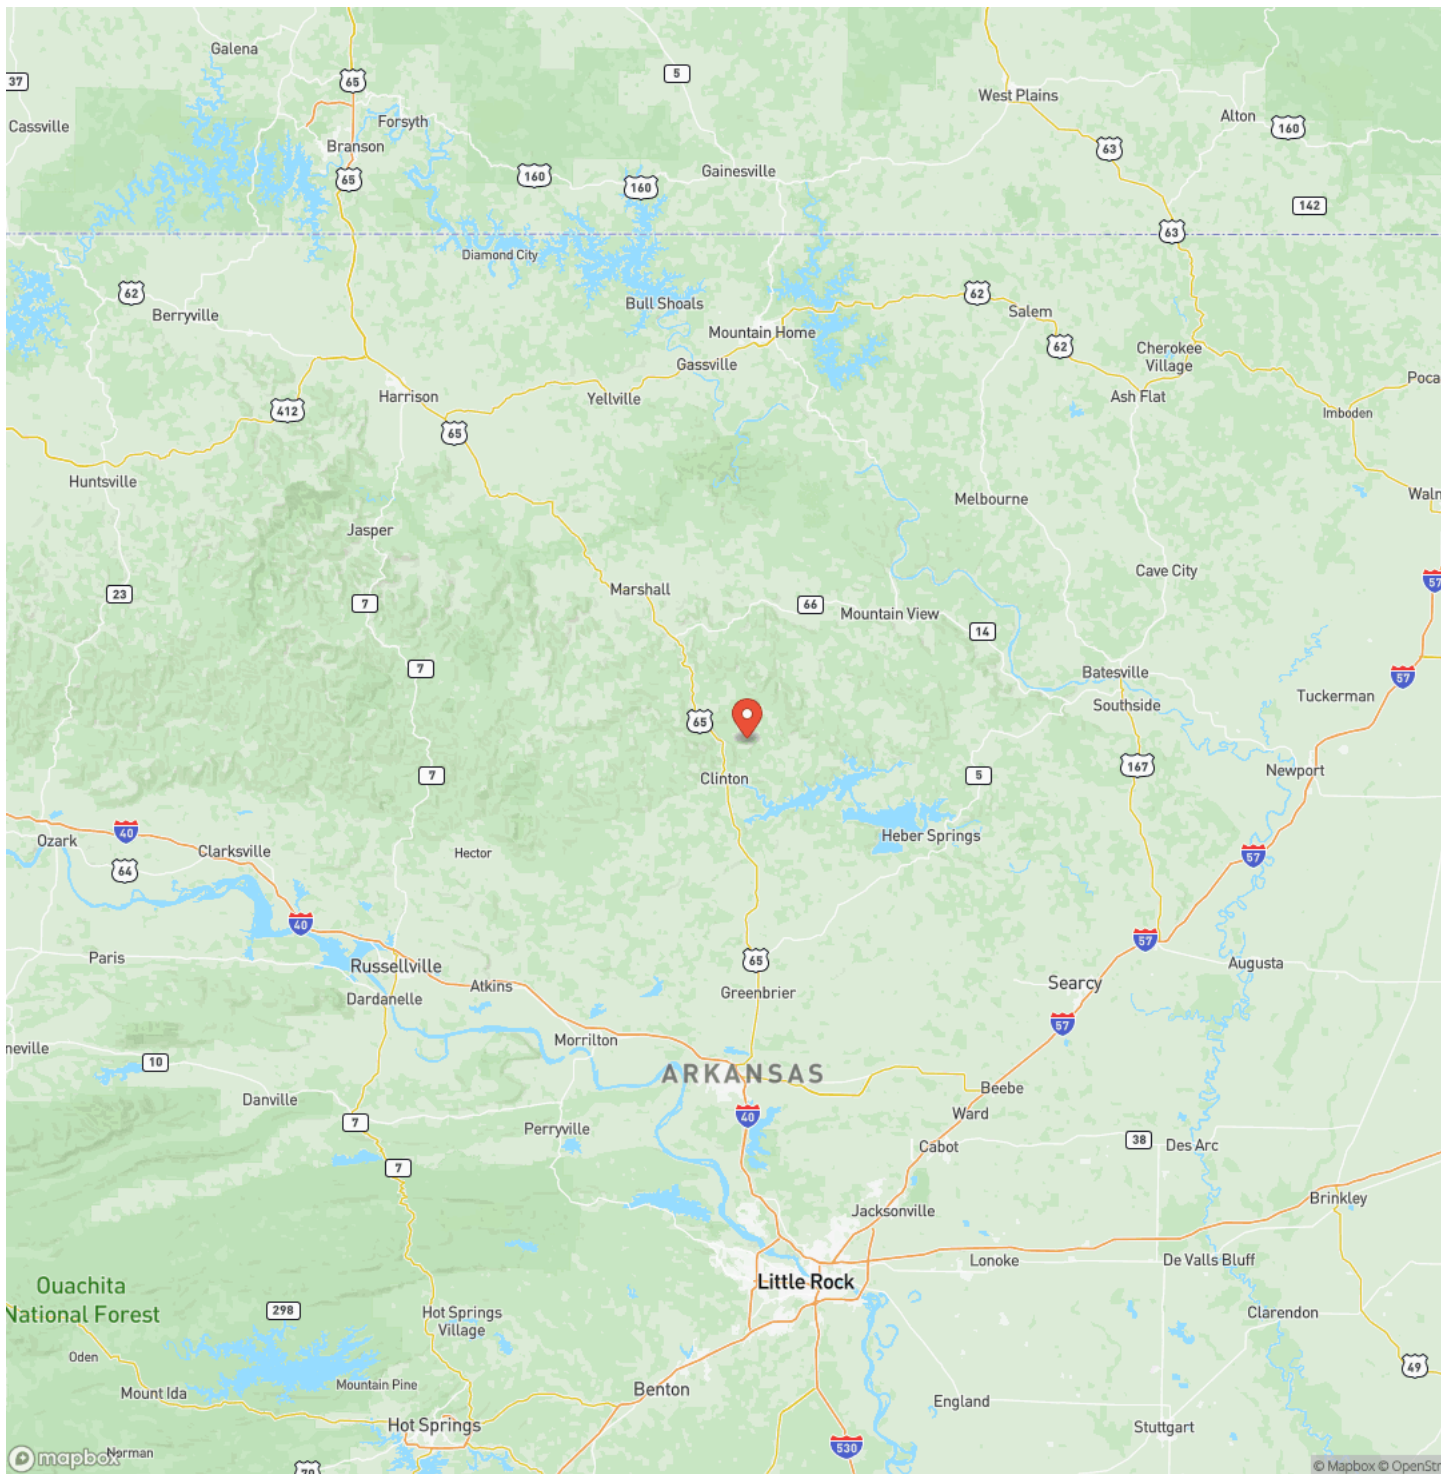 Galena
65
5
37
West Plains
Cassville
Forsyth
Alton
160
Branson
63
65
160
160
Gainesville
142
63
Diamond City
62
62
Bull Shoals
Berryville
Salem
Mountain Home
62
Cherokee
Village
Gassville
Poca
Harrison
Yellville
Ash Flat
412
Imboden
65
Huntsville
Walr
Melbourne
Jasper
Cave City
57
Marshall
23
7
66
Mountain View
14
7
Batesville
57
Tuckerman
Southside
65
167
Newport
7
Clinton
5
40
Heber Springs
Ozark
Clarksville
Hector
57
64
40
57
Paris
65
Augusta
Russellville
Searcy
Atkins
Greenbrier
Dardanelle
57
Morrilton
neville
10
ARKANSAS
Beebe
Danville
Ward
40
7
Perryville
38
Des Arc
Cabot
7
Brinkley
Jacksonville
Lonoke
De Valls Bluff
Little Rock
Ouachita
National Forest
298
Hot Springs
Village
Clarendon
Oden
49
Mountain Pine
Mount Ida
Benton
England
Hot Springs
Stuttgart
530
Norman
mapbox
70
© Mapbox © OpenStr